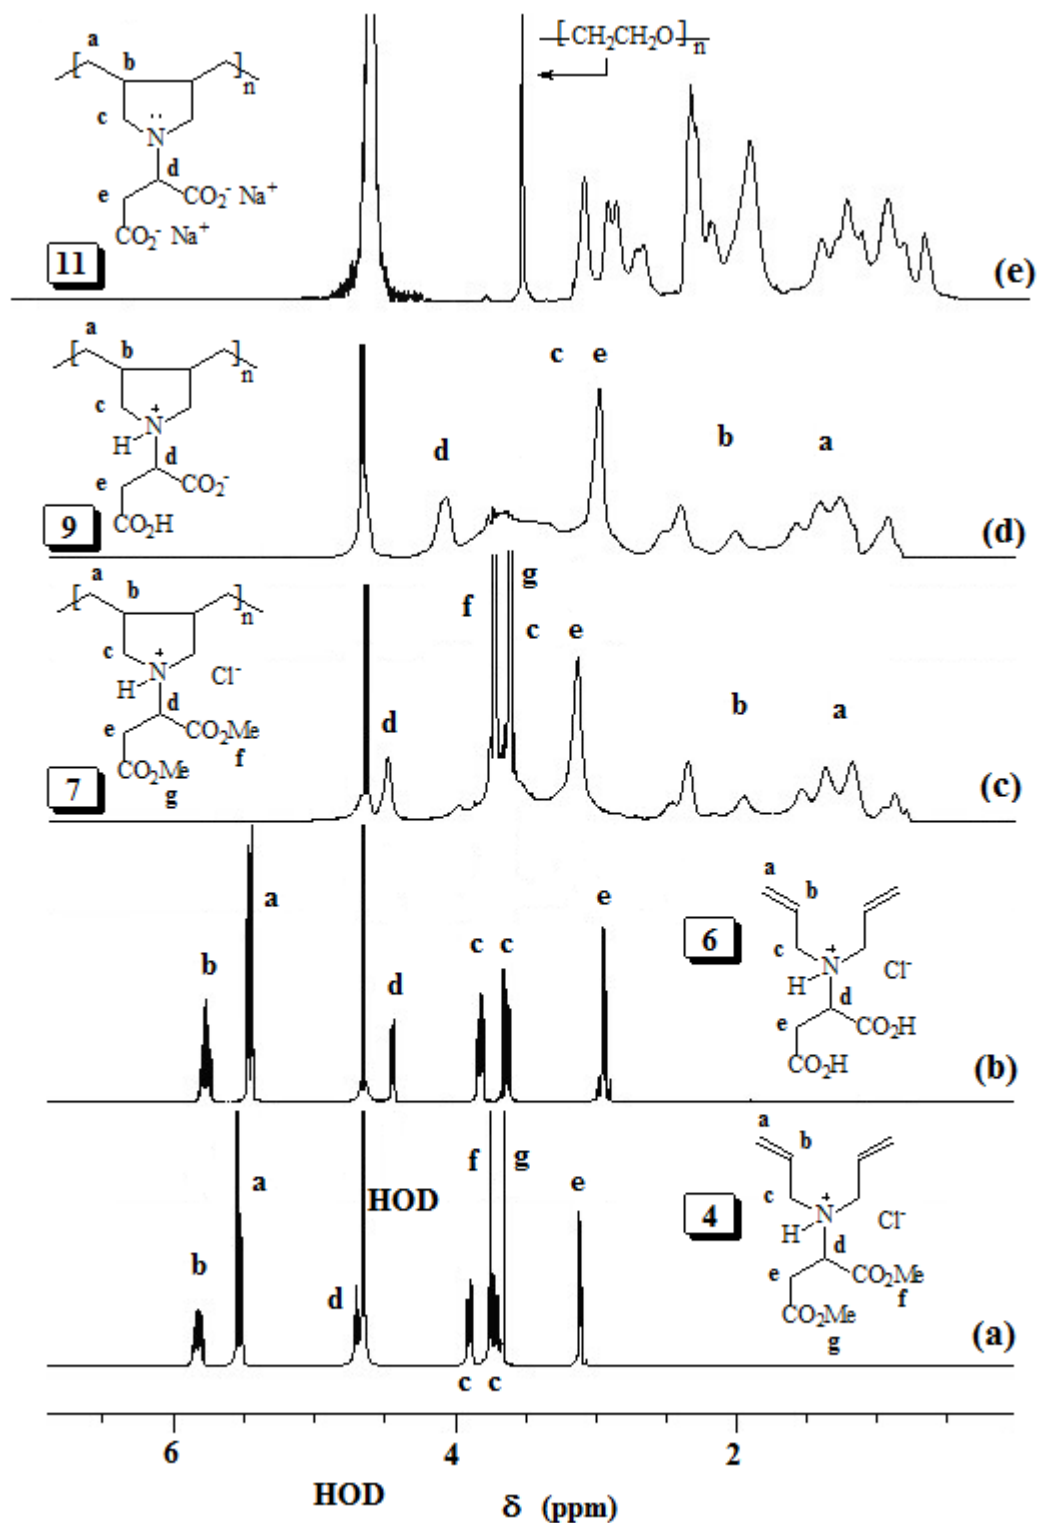 a
b
[ ]n
c
N
d
e
CO2- Na+
CO2- Na+
11
[CH2CH2O]n
(e)
a
b
[ ]n
c
+
N
H
d
e
CO2-
CO2H
9
d
c
e
b
a
(d)
a
b
[ ]n
c
+
N
H
Cl-
d
e
CO2Me
f
CO2Me
g
7
d
f
g
c
e
b
a
(c)
b
a
d
c
c
e
6
a
b
c
+
N
H
Cl-
d
e
CO2H
CO2H
(b)
b
a
d
HOD
f
g
e
c c
4
a
b
c
+
N
H
Cl-
d
e
CO2Me
f
CO2Me
g
(a)
6 4 2
HOD
δ (ppm)